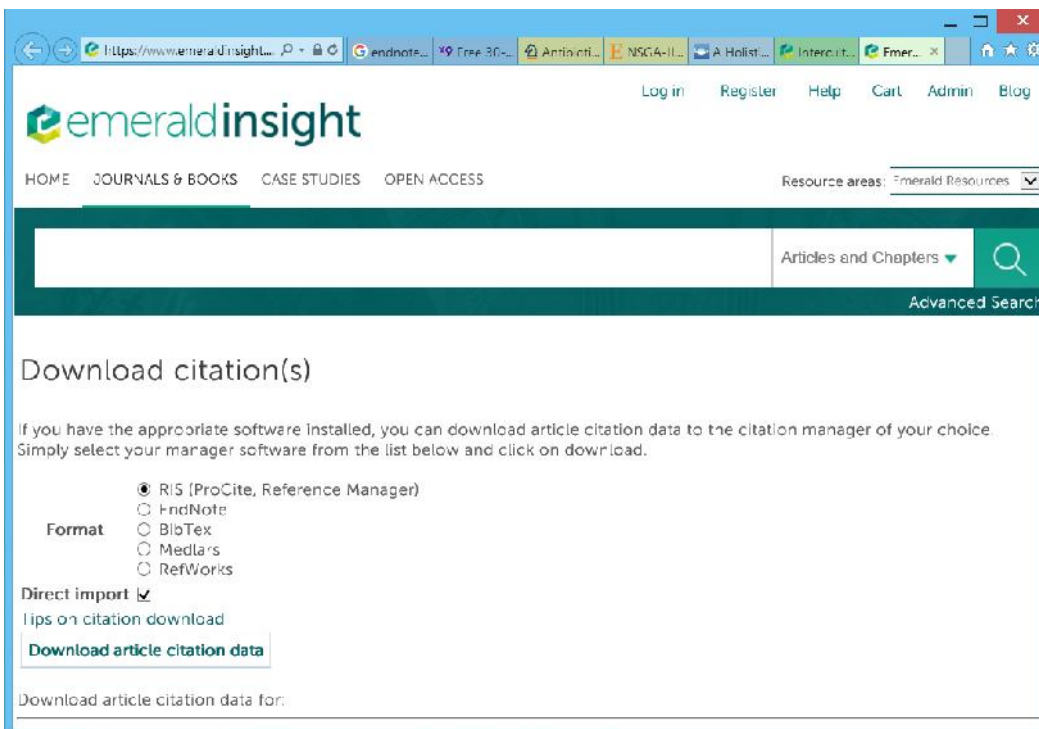 https://www.emeraldinsight... endnote... Free 30-... Antibioti... NSGA-II... A Holisti... Intercult... Emer...
Log in Register Help Cart Admin Blog
emeraldinsight
HOME JOURNALS & BOOKS CASE STUDIES OPEN ACCESS Resource areas: Emerald Resources
Articles and Chapters
Advanced Search
Download citation(s)
If you have the appropriate software installed, you can download article citation data to the citation manager of your choice.
Simply select your manager software from the list below and click on download.
RIS (ProCite, Reference Manager)
EndNote
Format BibTex
Medlars
RefWorks
Direct import
Tips on citation download
Download article citation data
Download article citation data for: